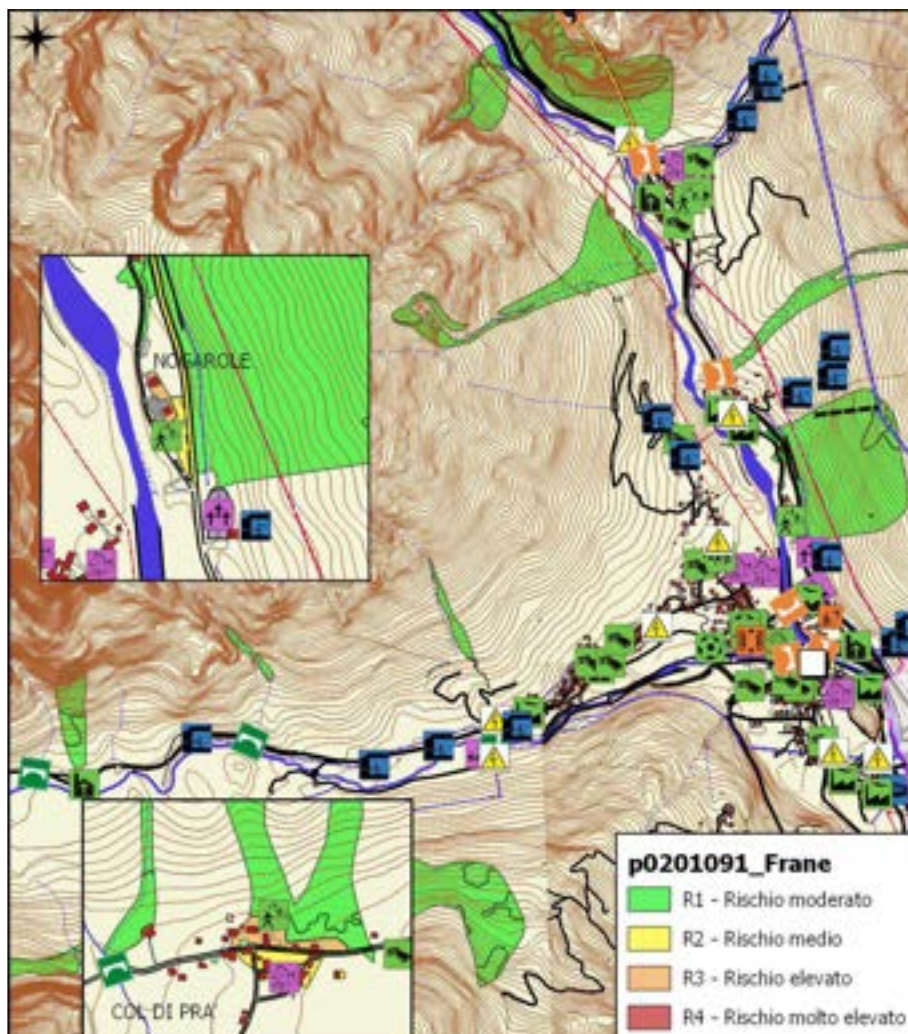 NOGAROLE
COL DI PRA'
p0201091_Frane
R1 - Rischio moderato
R2 - Rischio medio
R3 - Rischio elevato
R4 - Rischio molto elevato